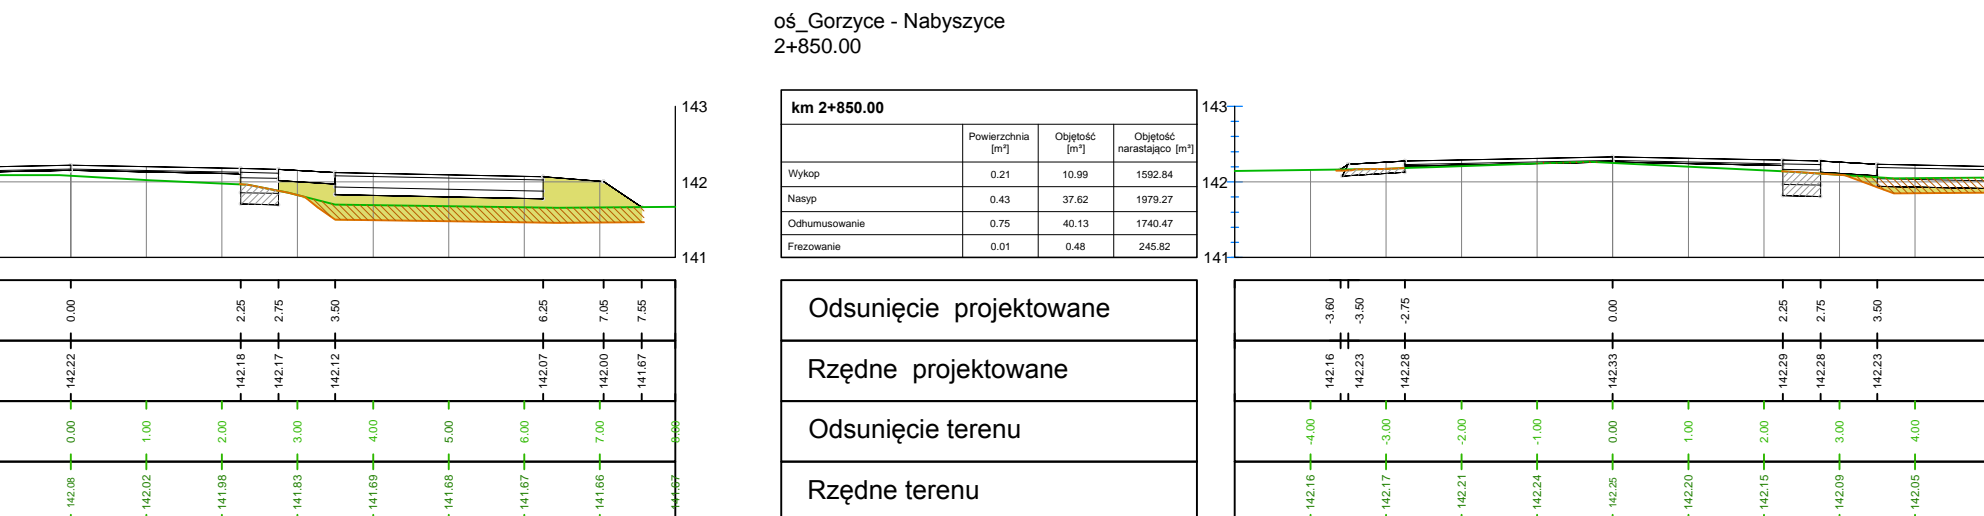 oś_Gorzyce - Nabyszyce
2+850.00
143
142
141
0.00 2.25 2.75 3.50 6.25 7.05 7.55
142.22 142.18 142.17 142.12 142.07 142.00 141.67
0.00 1.00 2.00 3.00 4.00 5.00 6.00 7.00 8.00
142.08 142.02 141.98 141.83 141.69 141.68 141.67 141.66 141.67
km 2+850.00
Powierzchnia [m²] Objętość [m³] Objętość narastająco [m³]
Wykop 0.21 10.99 1592.84
Nasyp 0.43 37.62 1979.27
Odhumusowanie 0.75 40.13 1740.47
Frezowanie 0.01 0.48 245.82
Odsunięcie projektowane
Rzędne projektowane
Odsunięcie terenu
Rzędne terenu
143
142
141
-3.60 -3.50 -2.75 0.00 2.25 2.75 3.50
142.16 142.23 142.28 142.33 142.29 142.28 142.23
-4.00 -3.00 -2.00 -1.00 0.00 1.00 2.00 3.00 4.00
142.16 142.17 142.21 142.24 142.25 142.20 142.15 142.09 142.05